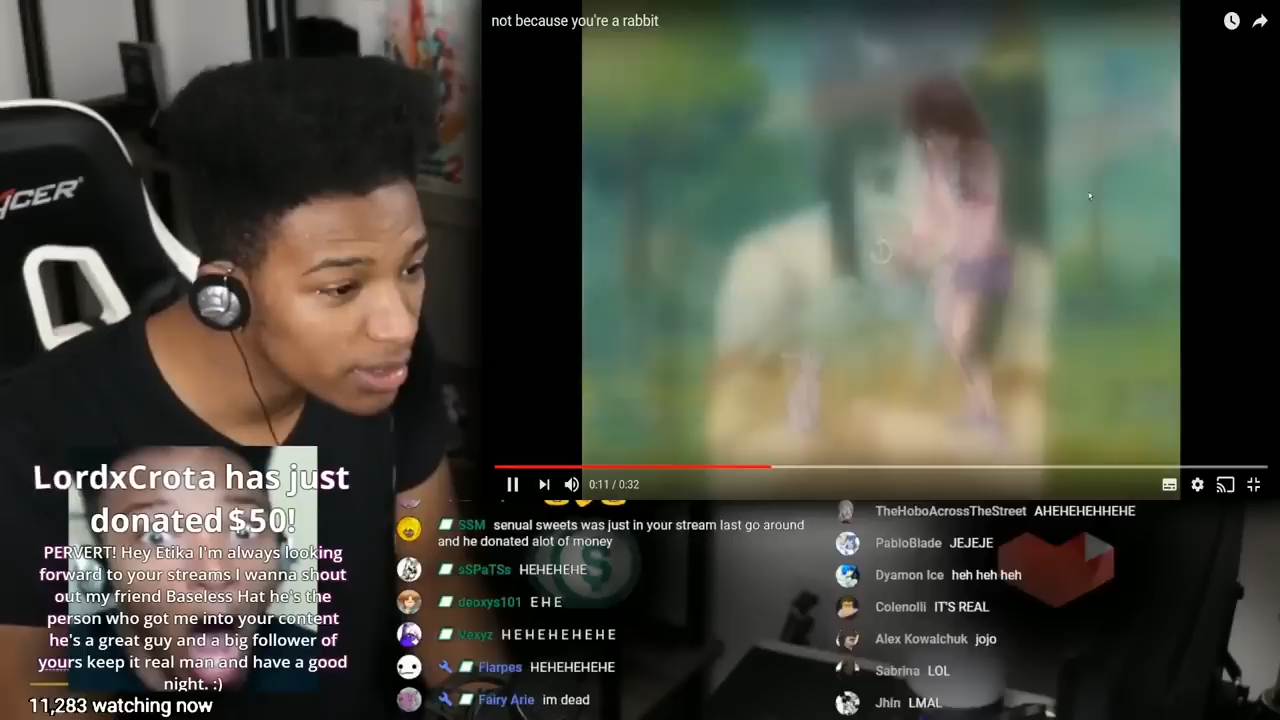 not because you're a rabbit
ACER
LordxCrota has just
donated $50!
PERVERT! Hey Etika I'm always looking
forward to your streams I wanna shout
out my friend Baseless Hat he's the
person who got me into your content
he's a great guy and a big follower of
yours keep it real man and have a good
night. :)
11,283 watching now
0:11 / 0:32
SSM senual sweets was just in your stream last go around
and he donated alot of money
sSPaTSs HEHEHEHE
deoxys101 E H E
Vexyz H E H E H E H E H E
Flarpes HEHEHEHEHE
Fairy Arie im dead
TheHoboAcrossTheStreet AHEHEHEHHEHE
PabloBlade JEJEJE
Dyamon Ice heh heh heh
Colenolli IT'S REAL
Alex Kowalchuk jojo
Sabrina LOL
Jhin LMAL